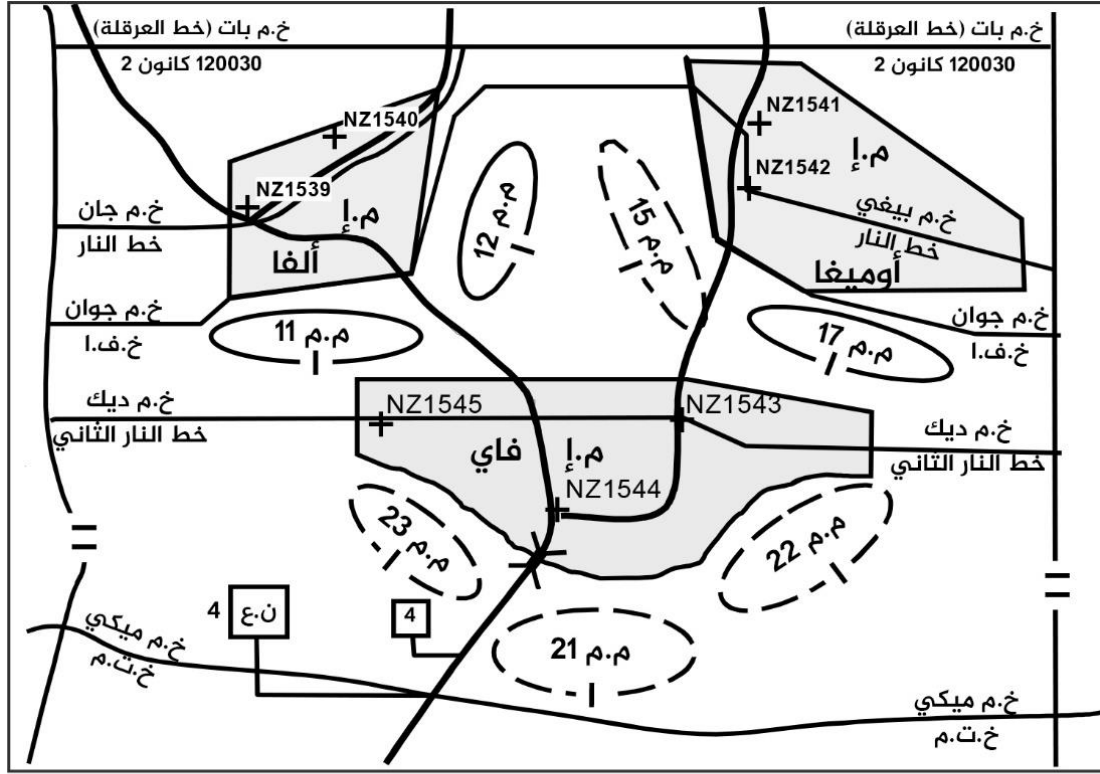 خ.م بات (خط العرقلة)
120030 كانون 2
خ.م بات (خط العرقلة)
120030 كانون 2
NZ1541
NZ1540
م.إ
NZ1542
NZ1539
خ.م جان
خط النار
م.إ
ألفا
م.م 12
ا
م.م 15
ا
خ.م بيغي
خط النار
أوميغا
خ.م جوان
خ.ف.ا
م.م 11
ا
م.م 17
ا
خ.م جوان
خ.ف.ا
خ.م ديك
خط النار الثاني
NZ1545
NZ1543
خ.م ديك
خط النار الثاني
م.إ فاي
NZ1544
م.م 23
ا
م.م 22
ا
4 ن.ع
4
م.م 21
ا
خ.م ميكي
خ.ت.م
خ.م ميكي
خ.ت.م